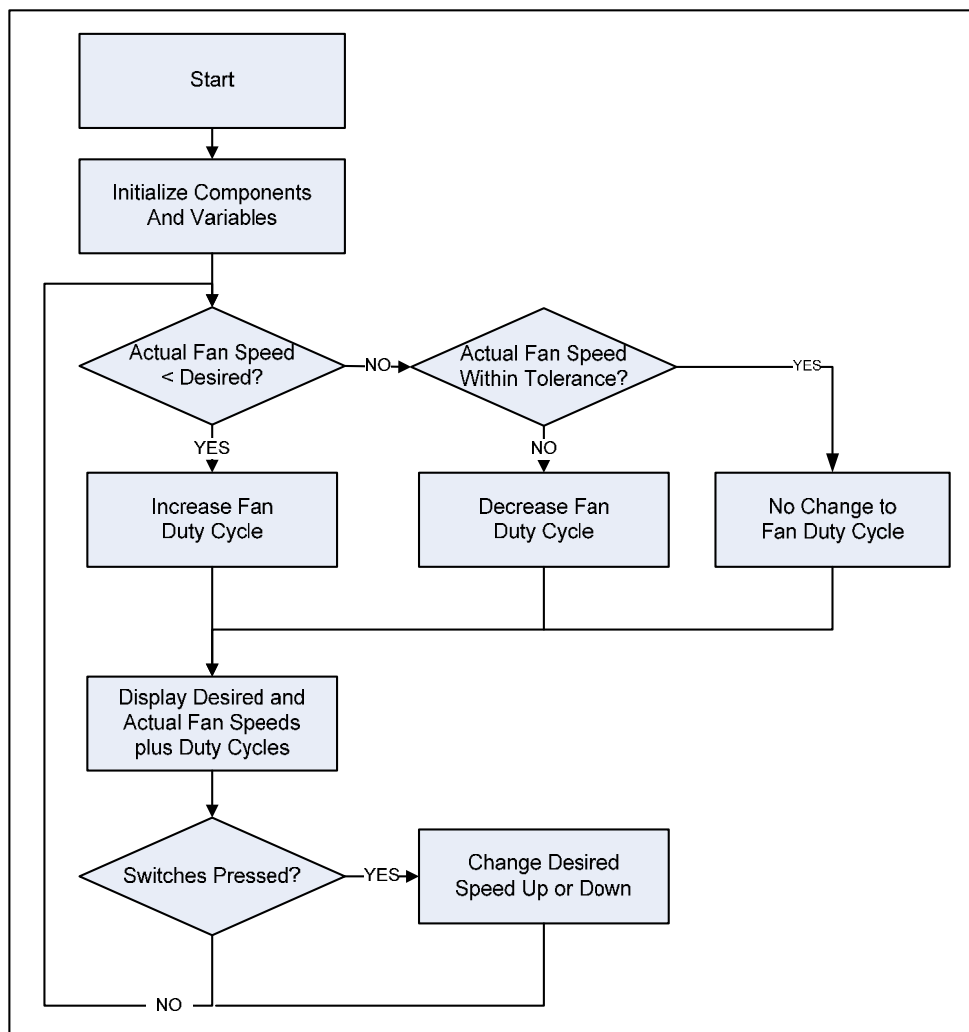 Start
Initialize Components
And Variables
Actual Fan Speed
< Desired?
NO
Actual Fan Speed
Within Tolerance?
YES
YES
NO
Increase Fan
Duty Cycle
Decrease Fan
Duty Cycle
No Change to
Fan Duty Cycle
Display Desired and
Actual Fan Speeds
plus Duty Cycles
Switches Pressed?
YES
Change Desired
Speed Up or Down
NO